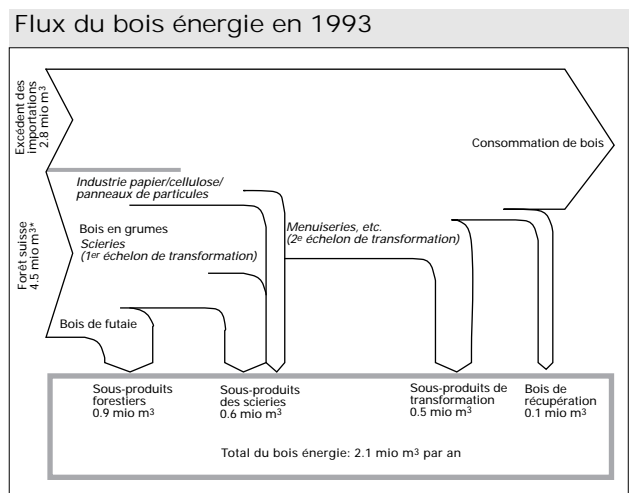 Flux du bois énergie en 1993
Excédent des
importations
2.8 mio m³
Consommation de bois
Industrie papier/cellulose/
panneaux de particules
Bois en grumes
Scieries
(1er échelon de transformation)
Menuiseries, etc.
(2e échelon de transformation)
Forêt suisse
4.5 mio m³*
Bois de futaie
Sous-produits
forestiers
0.9 mio m³
Sous-produits
des scieries
0.6 mio m³
Sous-produits de
transformation
0.5 mio m³
Bois de
récupération
0.1 mio m³
Total du bois énergie: 2.1 mio m³ par an